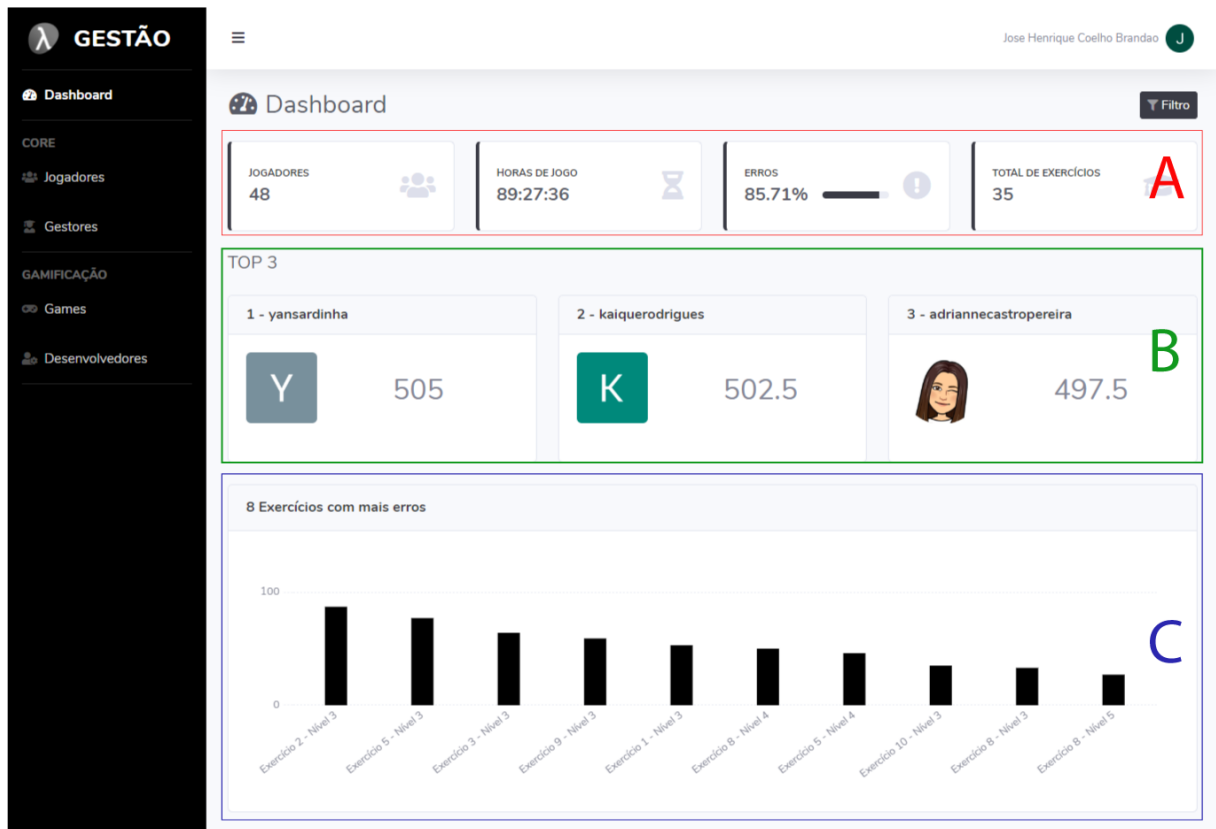 λ GESTÃO
Jose Henrique Coelho Brandao J
Dashboard
CORE
Jogadores
Gestores
GAMIFICAÇÃO
Games
Desenvolvedores
Dashboard
Filtro
JOGADORES
48
HORAS DE JOGO
89:27:36
ERROS
85.71%
TOTAL DE EXERCÍCIOS
35
A
TOP 3
1 - yansardinha
Y 505
2 - kaiquerodrigues
K 502.5
3 - adriannecastropereira
497.5
B
8 Exercícios com mais erros
100
0
Exercício 2 - Nível 3
Exercício 5 - Nível 3
Exercício 3 - Nível 3
Exercício 9 - Nível 3
Exercício 1 - Nível 3
Exercício 8 - Nível 4
Exercício 5 - Nível 4
Exercício 10 - Nível 3
Exercício 8 - Nível 3
Exercício 8 - Nível 5
C